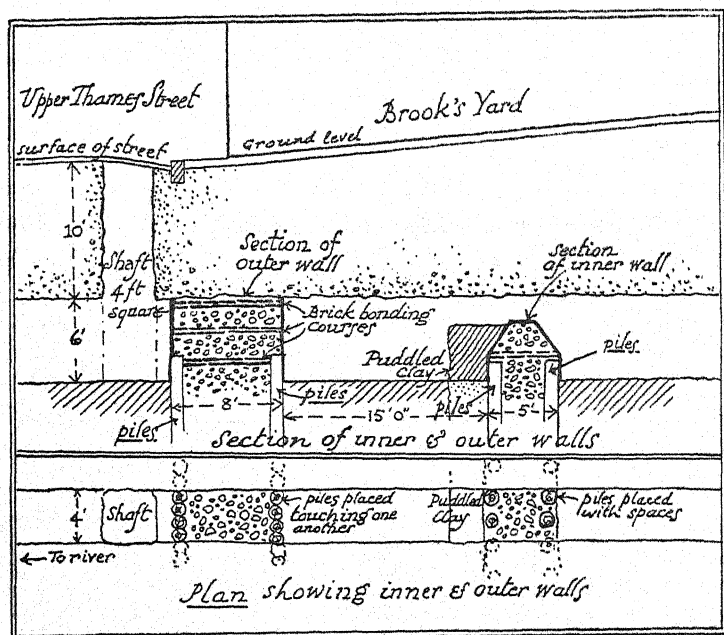 Upper Thames Street
Brook's Yard
surface of street
Ground level
10'
Shaft
4ft
square
Section of
outer wall
section
of inner wall
Brick bonding
courses
6'
Puddled
clay
piles
piles
8'
piles
15'0"
piles
5'
Section of inner & outer walls
4'
Shaft
piles placed
touching one
another
Puddled
clay
piles placed
with spaces
To river
Plan showing inner & outer walls